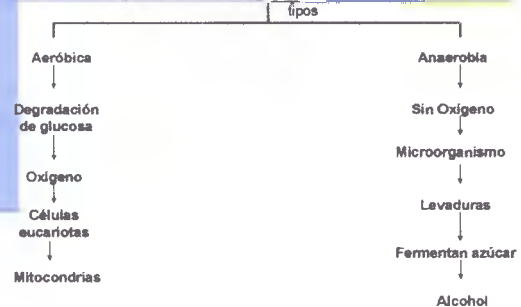 tipos
Aeróbica
Degradación
de glucosa
Oxígeno
Células
eucariotas
Mitocondrias
Anaerobia
Sin Oxígeno
Microorganismo
Levaduras
Fermentan azúcar
Alcohol